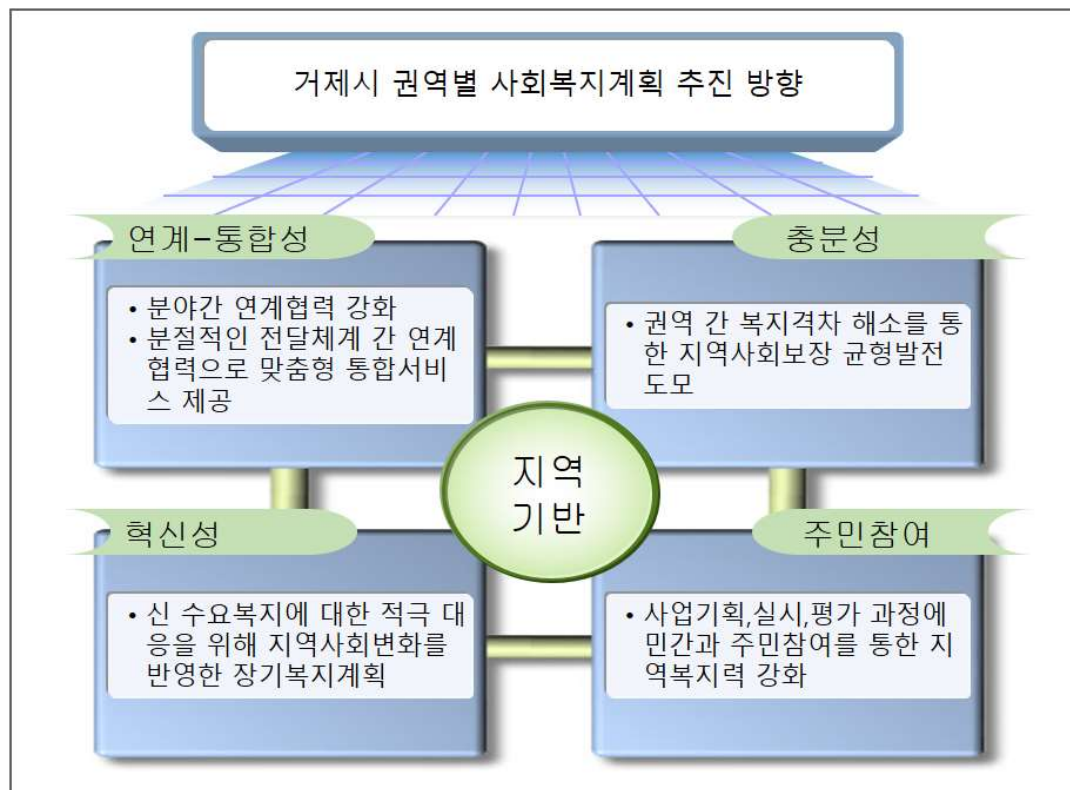 거제시 권역별 사회복지계획 추진 방향
연계-통합성
• 분야간 연계협력 강화
• 분절적인 전달체계 간 연계
협력으로 맞춤형 통합서비
스 제공
충분성
• 권역 간 복지격차 해소를 통
한 지역사회보장 균형발전
도모
지역
기반
혁신성
• 신 수요복지에 대한 적극 대
응을 위해 지역사회변화를
반영한 장기복지계획
주민참여
• 사업기획,실시,평가 과정에
민간과 주민참여를 통한 지
역복지력 강화